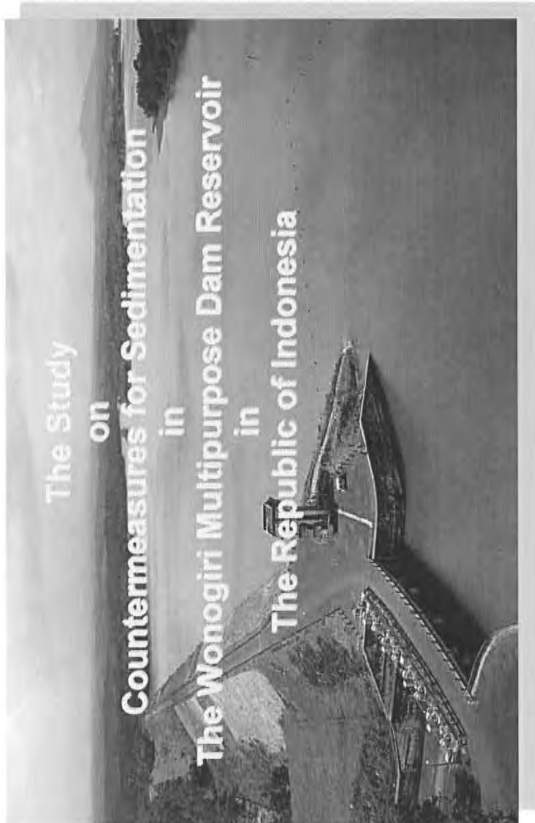 The Study
on
Countermeasures for Sedimentation
in
The Wonogiri Multipurpose Dam Reservoir
in
The Republic of Indonesia